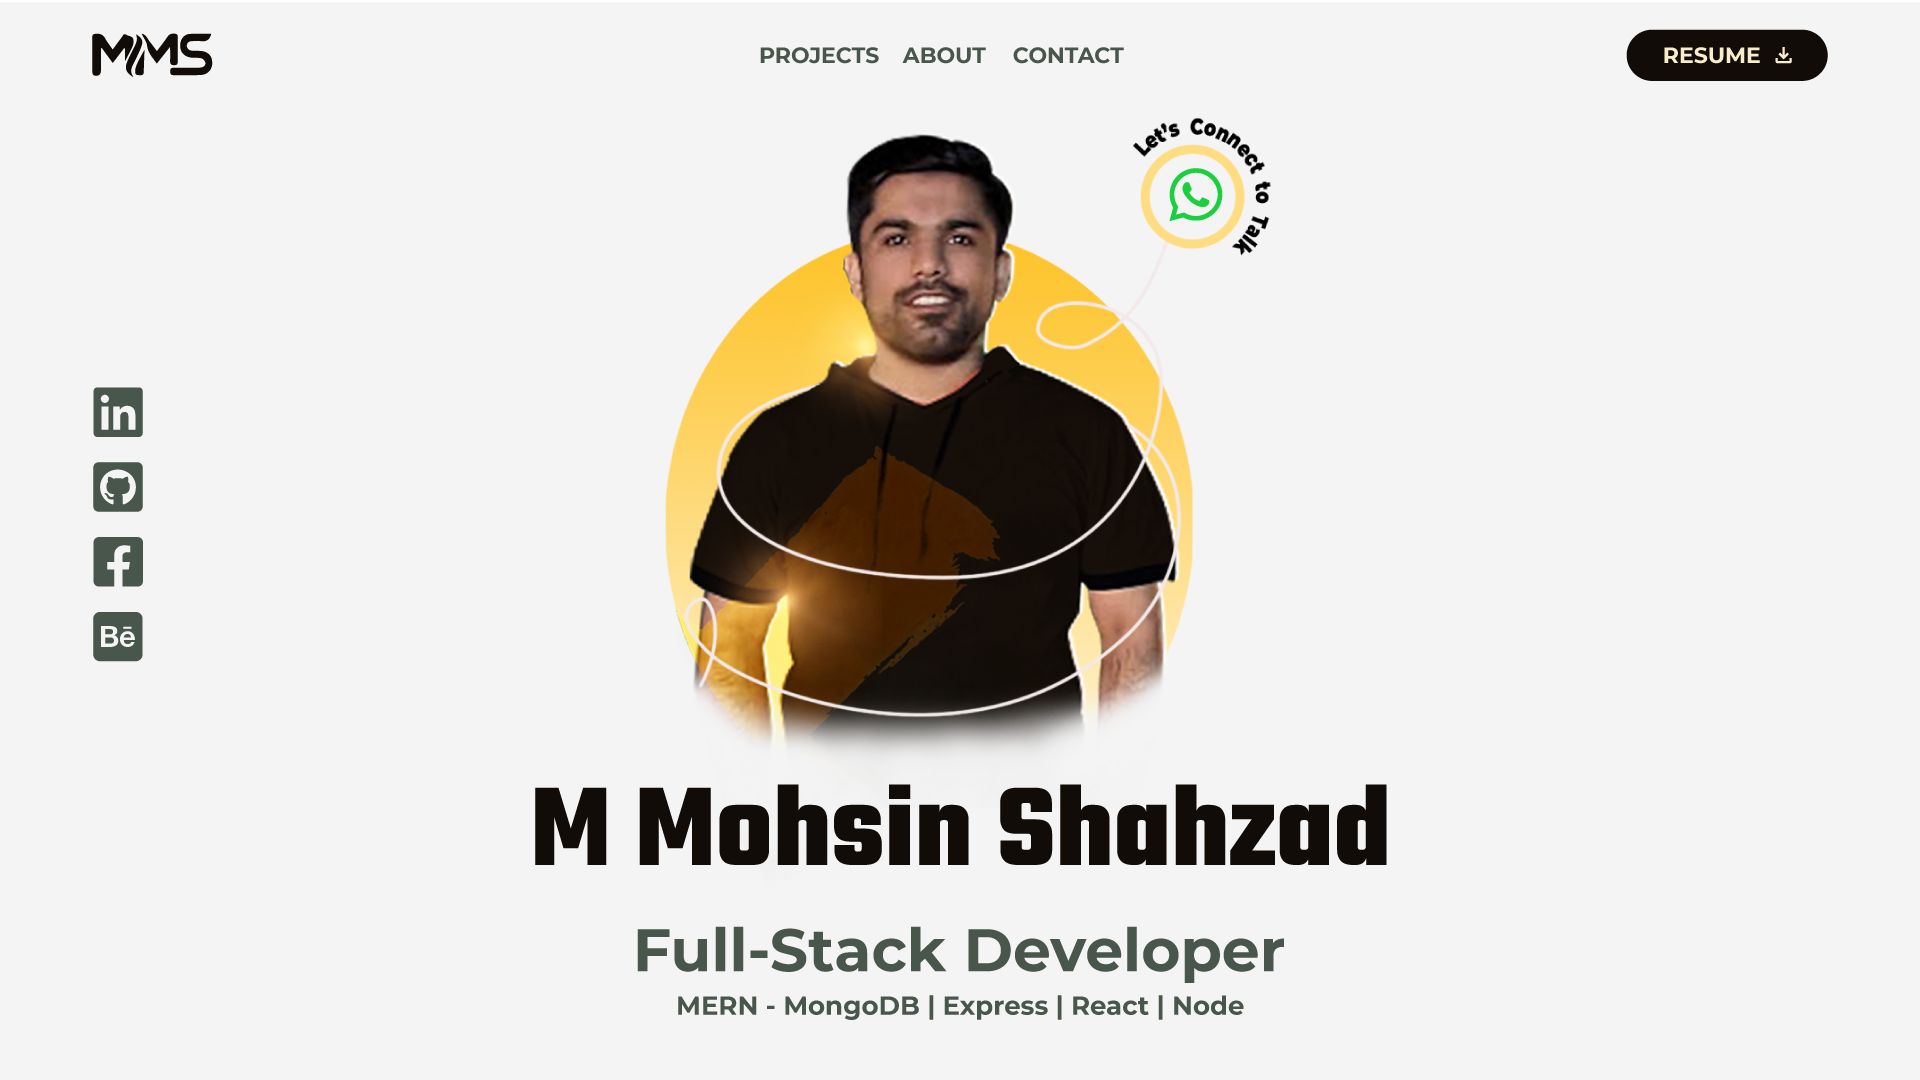 MMS
PROJECTS ABOUT CONTACT
RESUME
Let's Connect to Talk
in
Bē
M Mohsin Shahzad
Full-Stack Developer
MERN - MongoDB | Express | React | Node